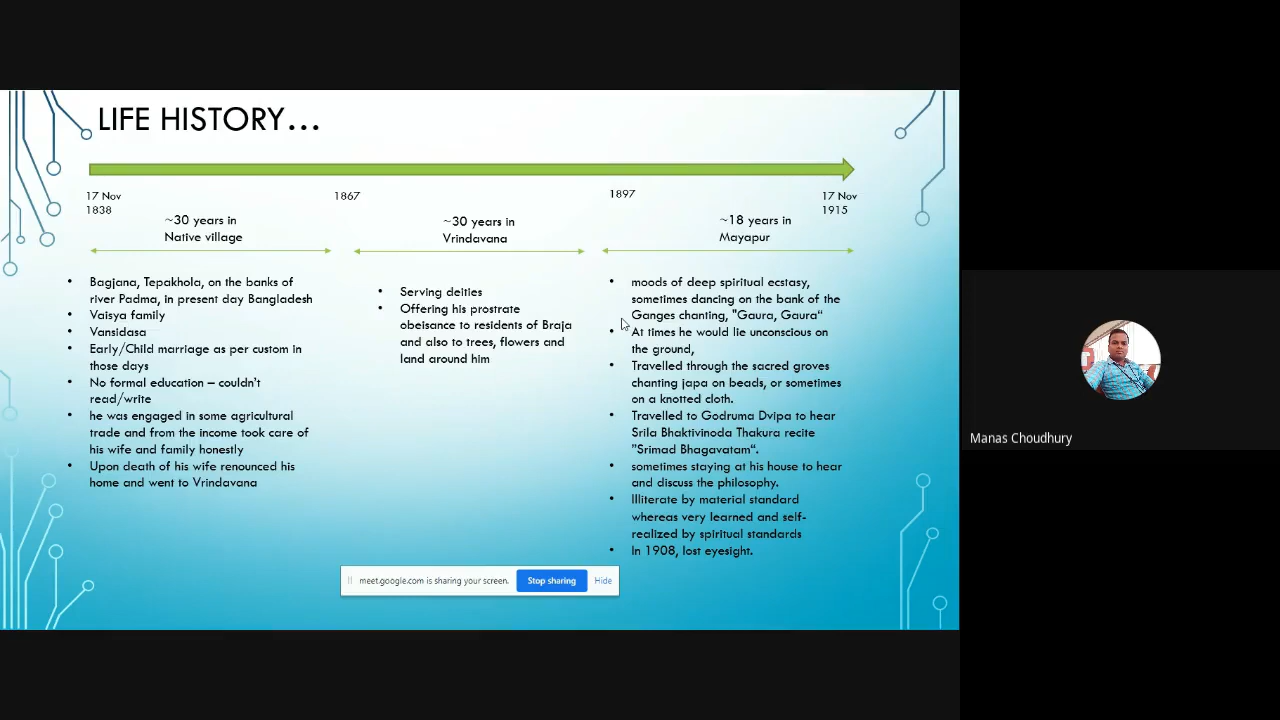 LIFE HISTORY...
17 Nov
1838
1867
1897
17 Nov
1915
~30 years in
Native village
~30 years in
Vrindavana
~18 years in
Mayapur
• Bagjana, Tepakhola, on the banks of
river Padma, in present day Bangladesh
• Vaisya family
• Vansidasa
• Early/Child marriage as per custom in
those days
• No formal education – couldn't
read/write
• he was engaged in some agricultural
trade and from the income took care of
his wife and family honestly
• Upon death of his wife renounced his
home and went to Vrindavana
• Serving deities
• Offering his prostrate
obeisance to residents of Braja
and also to trees, flowers and
land around him
• moods of deep spiritual ecstasy,
sometimes dancing on the bank of the
Ganges chanting, "Gaura, Gaura“
• At times he would lie unconscious on
the ground,
• Travelled through the sacred groves
chanting japa on beads, or sometimes
on a knotted cloth.
• Travelled to Godruma Dvipa to hear
Srila Bhaktivinoda Thakura recite
”Srimad Bhagavatam“.
• sometimes staying at his house to hear
and discuss the philosophy.
• Illiterate by material standard
whereas very learned and self-
realized by spiritual standards
• In 1908, lost eyesight.
meet.google.com is sharing your screen. Stop sharing Hide
Manas Choudhury